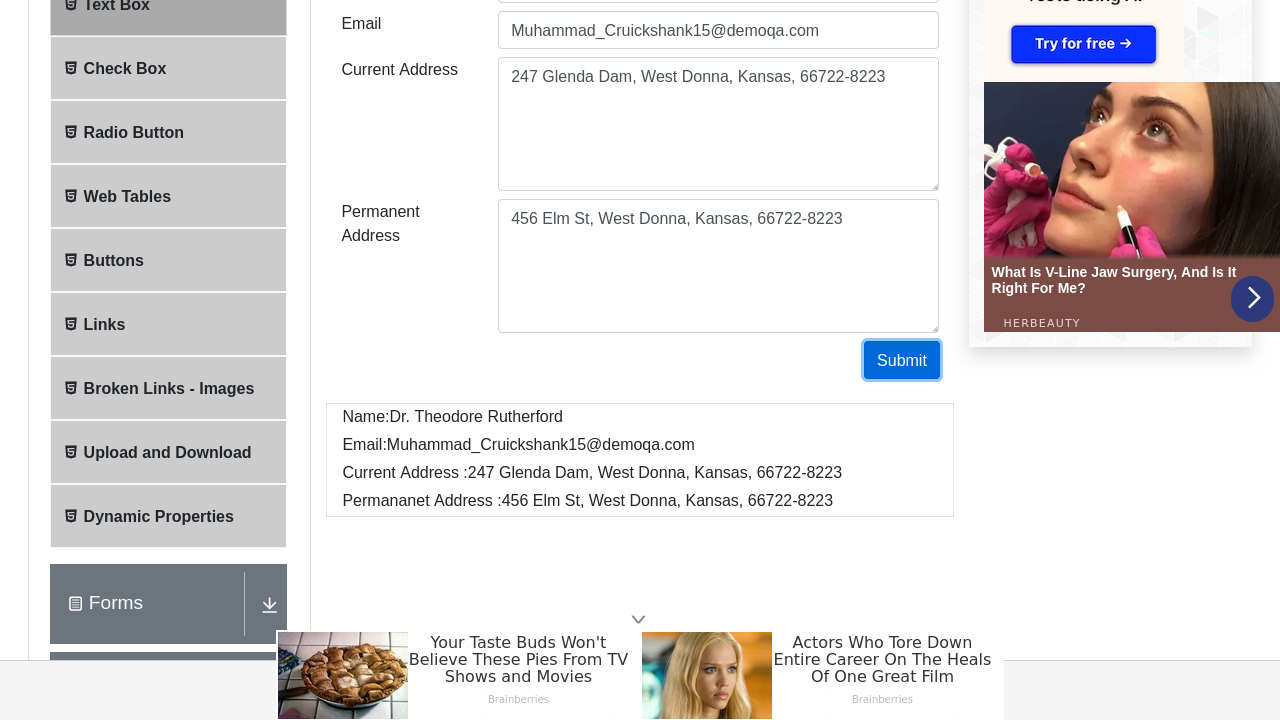 Text Box
Check Box
Radio Button
Web Tables
Buttons
Links
Broken Links - Images
Upload and Download
Dynamic Properties
Forms
Email
Muhammad_Cruickshank15@demoqa.com
Current Address
247 Glenda Dam, West Donna, Kansas, 66722-8223
Permanent
Address
456 Elm St, West Donna, Kansas, 66722-8223
Submit
Name:Dr. Theodore Rutherford
Email:Muhammad_Cruickshank15@demoqa.com
Current Address :247 Glenda Dam, West Donna, Kansas, 66722-8223
Permananet Address :456 Elm St, West Donna, Kansas, 66722-8223
Try for free →
What Is V-Line Jaw Surgery, And Is It
Right For Me?
HERBEAUTY
Your Taste Buds Won't
Believe These Pies From TV
Shows and Movies
Brainberries
Actors Who Tore Down
Entire Career On The Heals
Of One Great Film
Brainberries